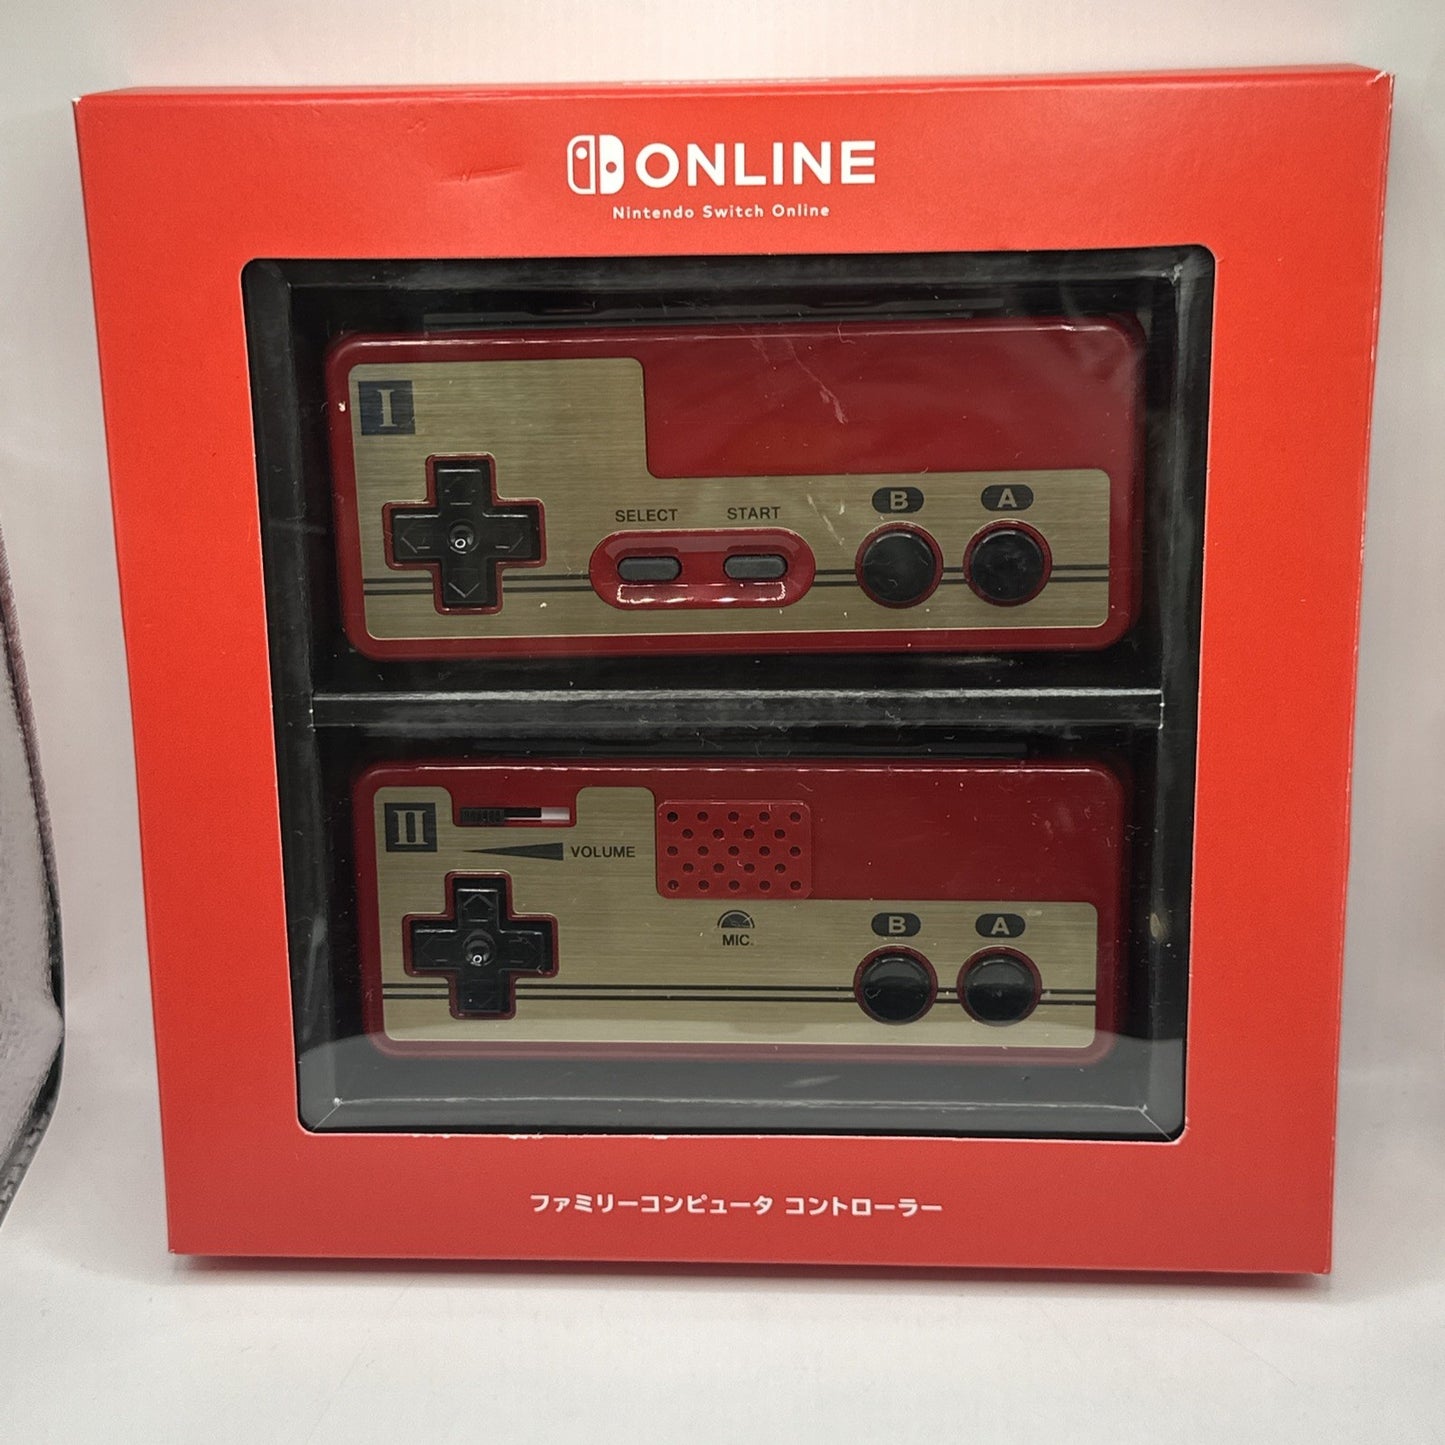 ONLINE
Nintendo Switch Online
I
SELECT START B A
II
VOLUME
MIC.
B A
ファミリーコンピュータ コントローラー